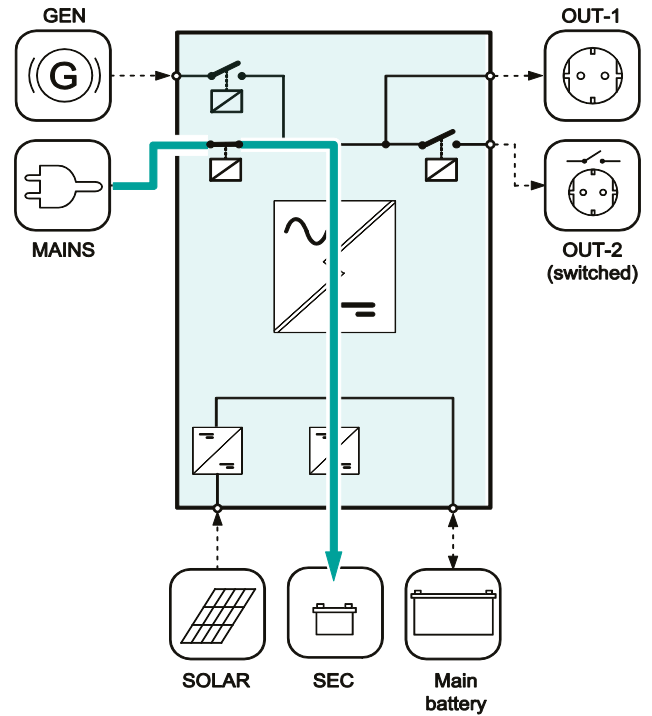 GEN
OUT-1
G
MAINS
OUT-2
(switched)
SOLAR
SEC
Main
battery